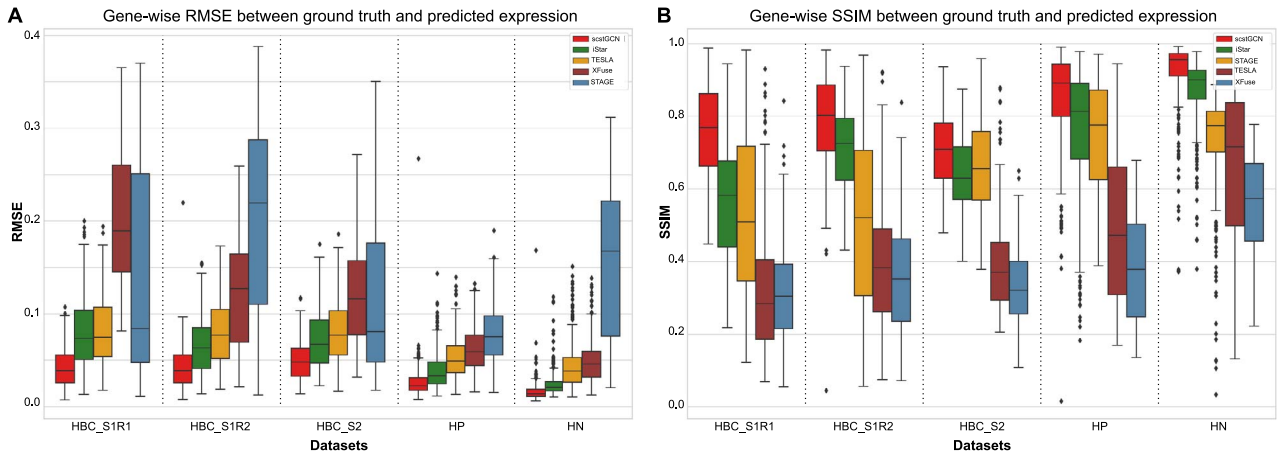 A
Gene-wise RMSE between ground truth and predicted expression
0.4
0.3
0.2
0.1
0.0
RMSE
scstGCN
iStar
TESLA
XFuse
STAGE
HBC_S1R1
HBC_S1R2
HBC_S2
HP
HN
Datasets
B
Gene-wise SSIM between ground truth and predicted expression
1.0
0.8
0.6
0.4
0.2
0.0
SSIM
scstGCN
iStar
STAGE
TESLA
XFuse
HBC_S1R1
HBC_S1R2
HBC_S2
HP
HN
Datasets